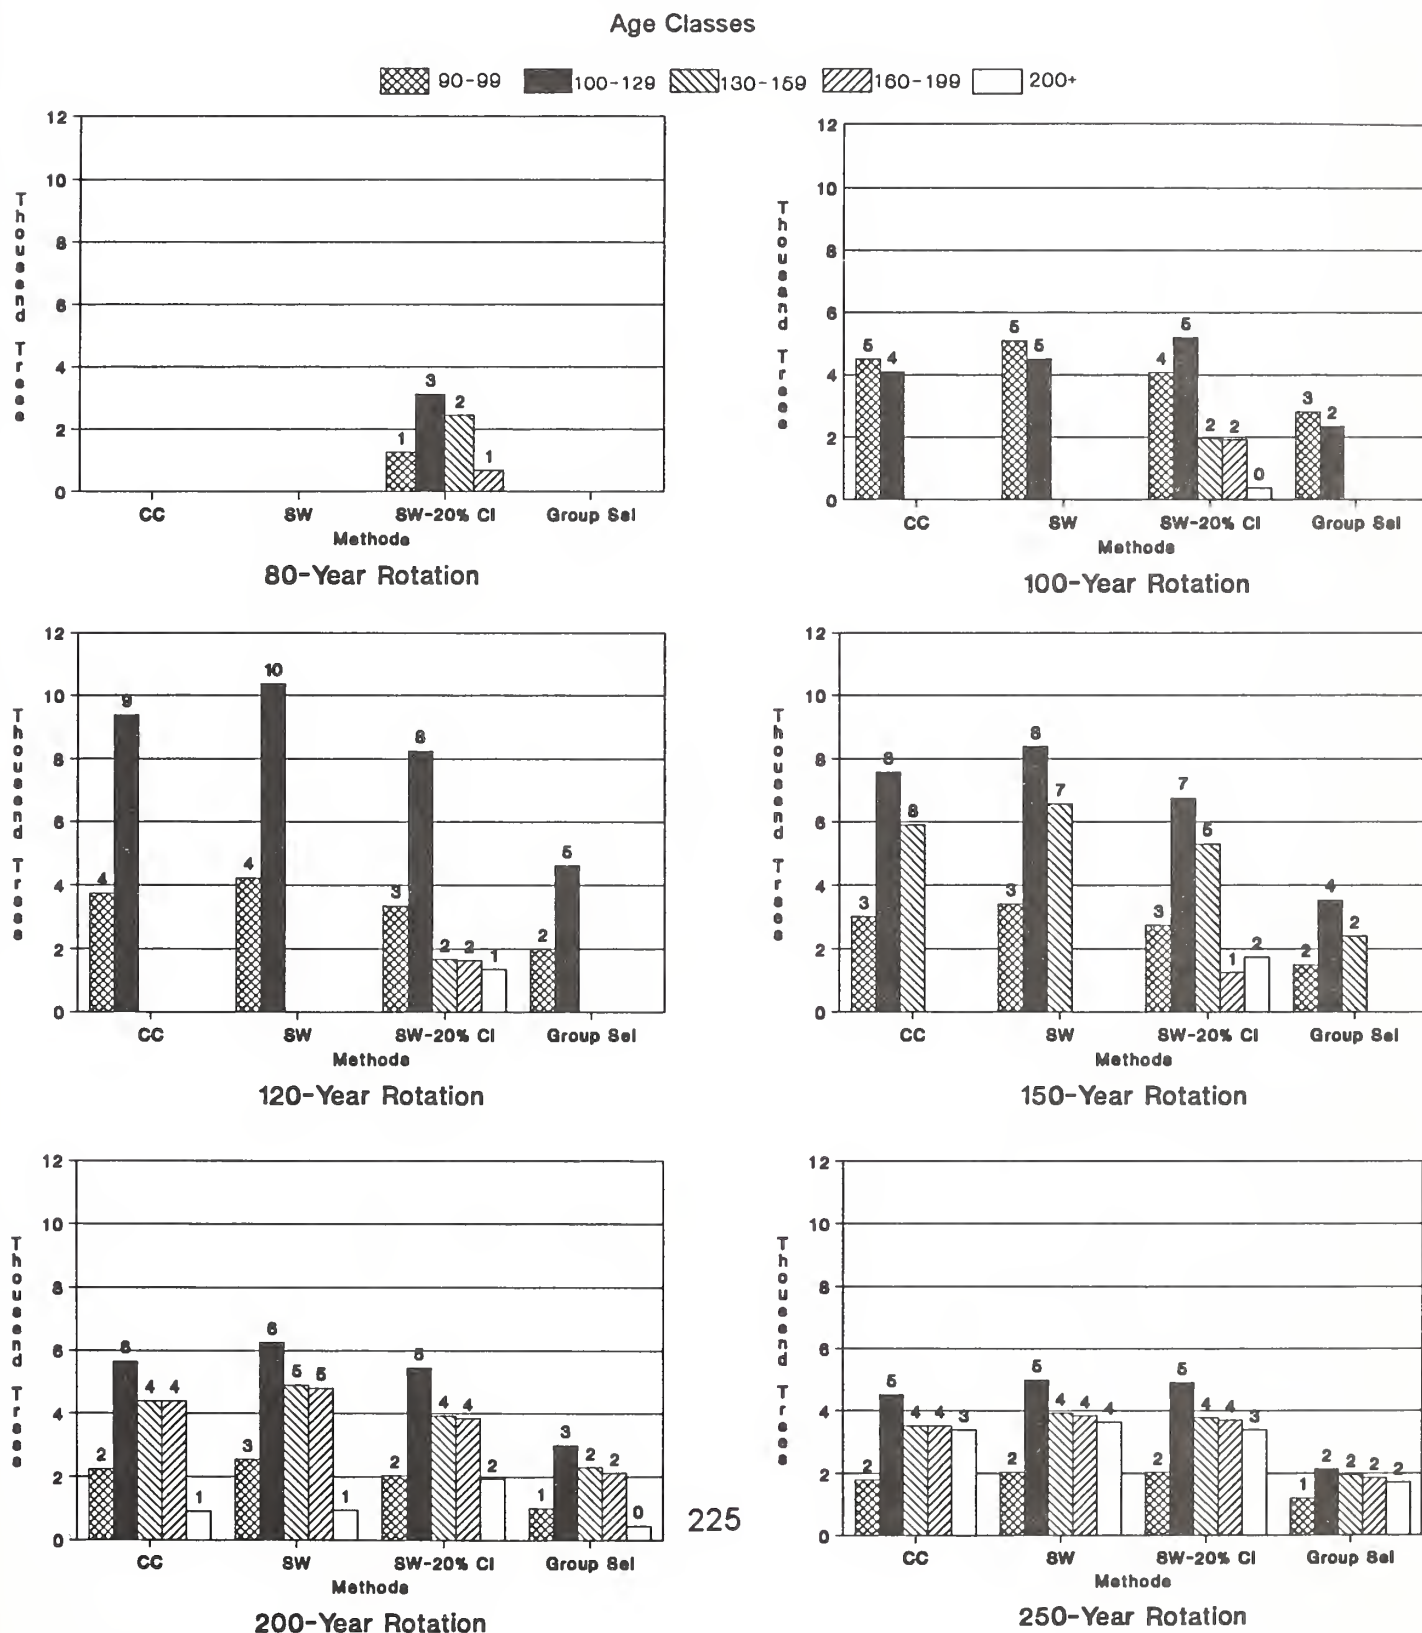 Age Classes
90-99 100-129 130-159 160-199 200+
12
10
8
6
4
2
0
Thousand Trees
1 3 2 1
CC SW SW-20% Cl Group Sel
Methods
80-Year Rotation
12
10
8
6
4
2
0
Thousand Trees
5 4 5 5 4 5 2 2 0 3 2
CC SW SW-20% Cl Group Sel
Methods
100-Year Rotation
12
10
8
6
4
2
0
Thousand Trees
4 9 4 10 3 8 2 2 1 2 5
CC SW SW-20% Cl Group Sel
Methods
120-Year Rotation
12
10
8
6
4
2
0
Thousand Trees
3 8 6 3 8 7 3 7 5 1 2 2 4 2
CC SW SW-20% Cl Group Sel
Methods
150-Year Rotation
12
10
8
6
4
2
0
Thousand Trees
2 6 4 4 1 3 6 5 5 1 2 5 4 4 2 1 3 2 2 0
CC SW SW-20% Cl Group Sel
Methods
200-Year Rotation
225
12
10
8
6
4
2
0
Thousand Trees
2 5 4 4 3 2 5 4 4 4 2 5 4 4 3 1 2 2 2 2
CC SW SW-20% Cl Group Sel
Methods
250-Year Rotation